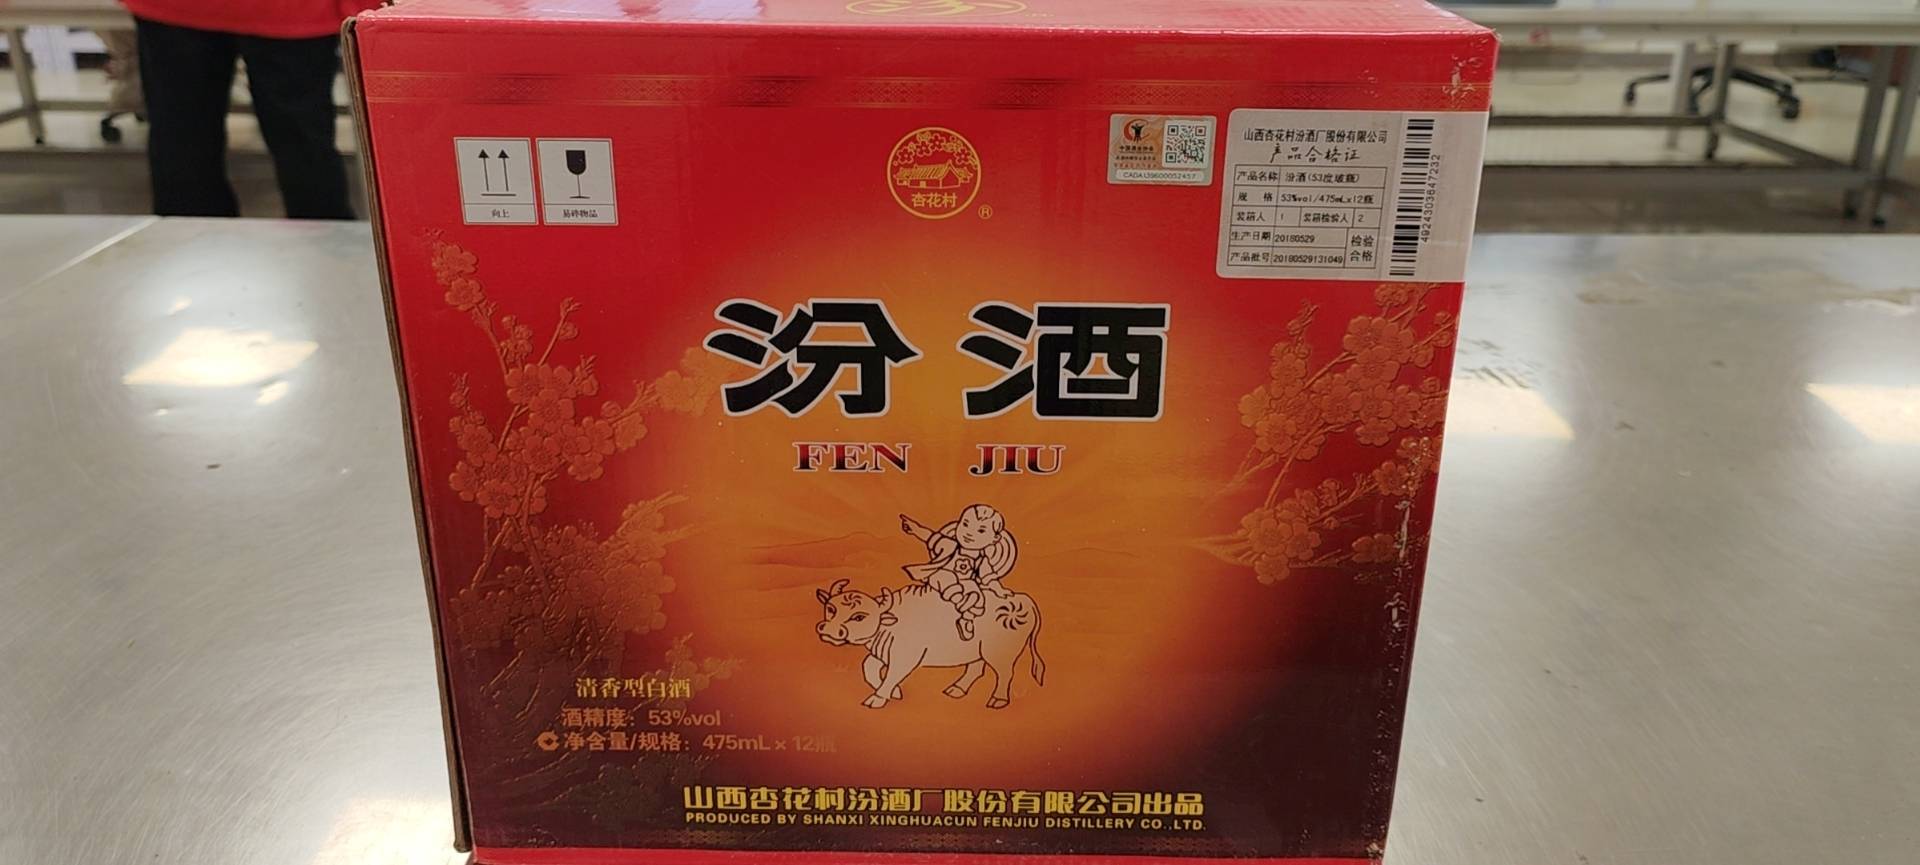 向上
易碎物品
杏花村
®
CADA139600052457
山西杏花村汾酒厂股份有限公司
产品合格证
产品名称 汾酒(53度玻瓶)
规 格 53%vol/475mL×12瓶
装箱人 1 装箱检验人 2
生产日期 20180529 检验
产品批号 20180529131049 合格
4924303647232
汾酒
FEN JIU
清香型白酒
酒精度：53%vol
净含量/规格：475mL×12瓶
山西杏花村汾酒厂股份有限公司出品
PRODUCED BY SHANXI XINGHUACUN FENJIU DISTILLERY CO.,LTD.